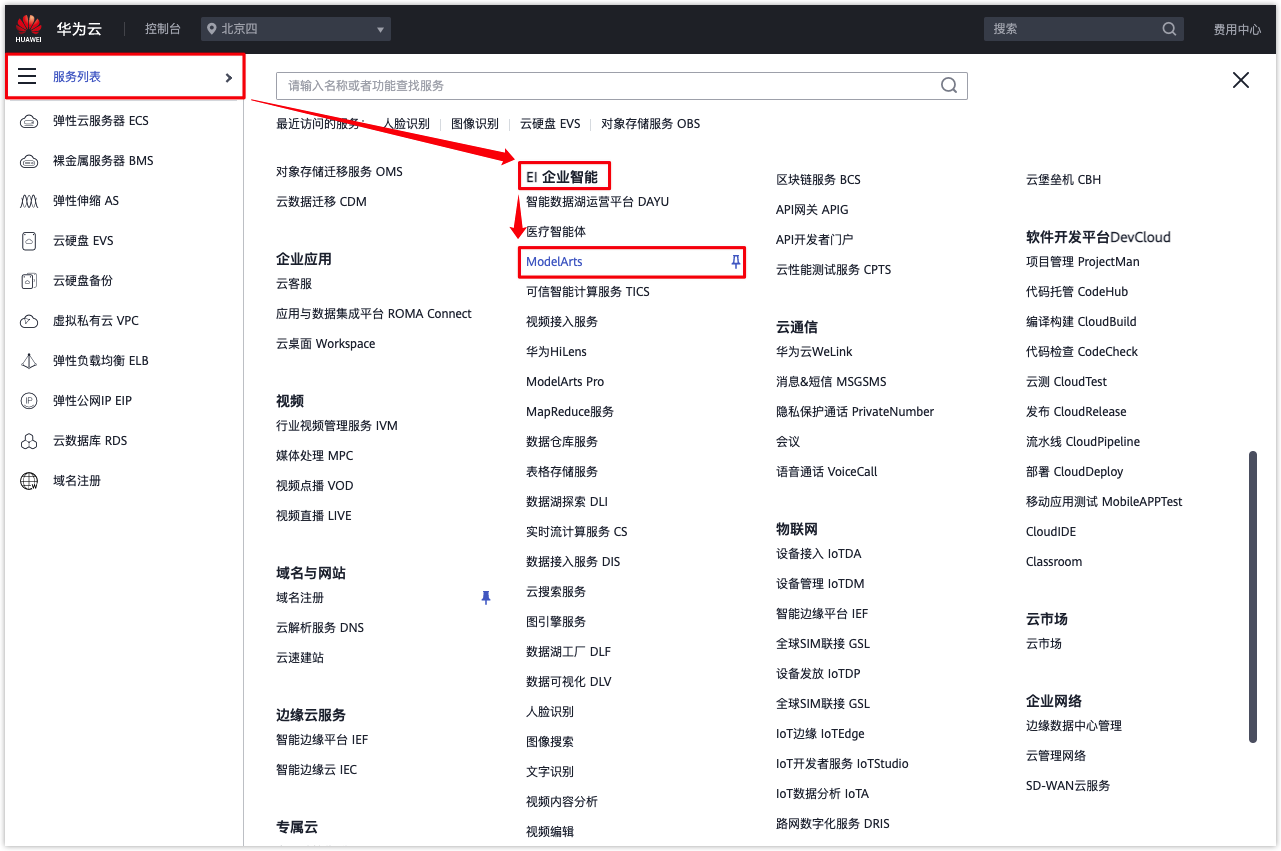 HUAWEI
华为云
控制台
北京四
搜索
费用中心
服务列表
弹性云服务器 ECS
裸金属服务器 BMS
弹性伸缩 AS
云硬盘 EVS
云硬盘备份
虚拟私有云 VPC
弹性负载均衡 ELB
IP
弹性公网IP EIP
云数据库 RDS
W
域名注册
请输入名称或者功能查找服务
最近访问的服务： 人脸识别 图像识别 云硬盘 EVS 对象存储服务 OBS
对象存储迁移服务 OMS
云数据迁移 CDM
企业应用
云客服
应用与数据集成平台 ROMA Connect
云桌面 Workspace
视频
行业视频管理服务 IVM
媒体处理 MPC
视频点播 VOD
视频直播 LIVE
域名与网站
域名注册
云解析服务 DNS
云速建站
边缘云服务
智能边缘平台 IEF
智能边缘云 IEC
专属云
EI 企业智能
智能数据湖运营平台 DAYU
医疗智能体
ModelArts
可信智能计算服务 TICS
视频接入服务
华为HiLens
ModelArts Pro
MapReduce服务
数据仓库服务
表格存储服务
数据湖探索 DLI
实时流计算服务 CS
数据接入服务 DIS
云搜索服务
图引擎服务
数据湖工厂 DLF
数据可视化 DLV
人脸识别
图像搜索
文字识别
视频内容分析
视频编辑
区块链服务 BCS
API网关 APIG
API开发者门户
云性能测试服务 CPTS
云通信
华为云WeLink
消息&短信 MSGSMS
隐私保护通话 PrivateNumber
会议
语音通话 VoiceCall
物联网
设备接入 IoTDA
设备管理 IoTDM
智能边缘平台 IEF
全球SIM联接 GSL
设备发放 IoTDP
全球SIM联接 GSL
IoT边缘 IoTEdge
IoT开发者服务 IoTStudio
IoT数据分析 IoTA
路网数字化服务 DRIS
云堡垒机 CBH
软件开发平台DevCloud
项目管理 ProjectMan
代码托管 CodeHub
编译构建 CloudBuild
代码检查 CodeCheck
云测 CloudTest
发布 CloudRelease
流水线 CloudPipeline
部署 CloudDeploy
移动应用测试 MobileAPPTest
CloudIDE
Classroom
云市场
云市场
企业网络
边缘数据中心管理
云管理网络
SD-WAN云服务